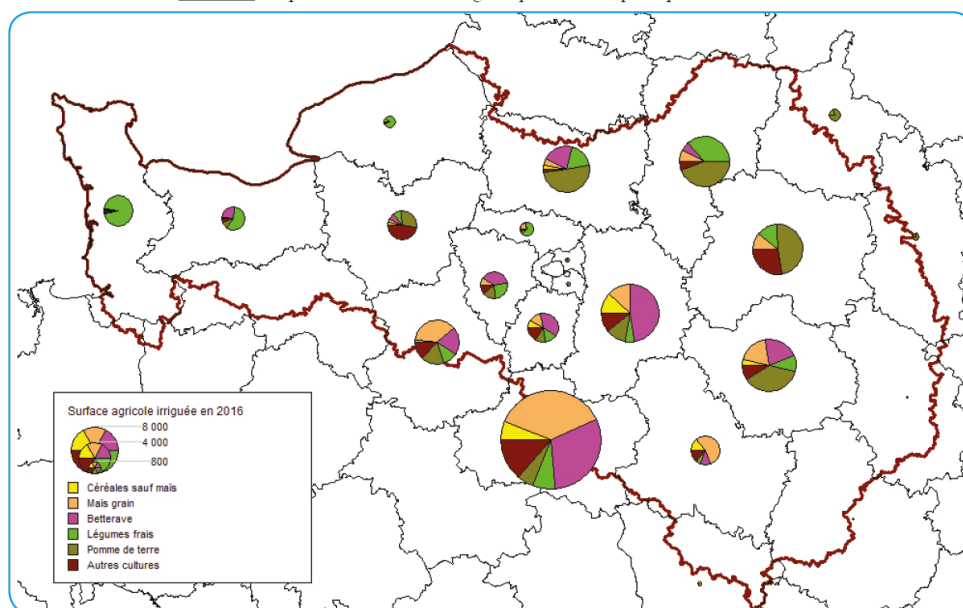 Surface agricole irriguée en 2016
8 000
4 000
800
Céréales sauf maïs
Maïs grain
Betterave
Légumes frais
Pomme de terre
Autres cultures